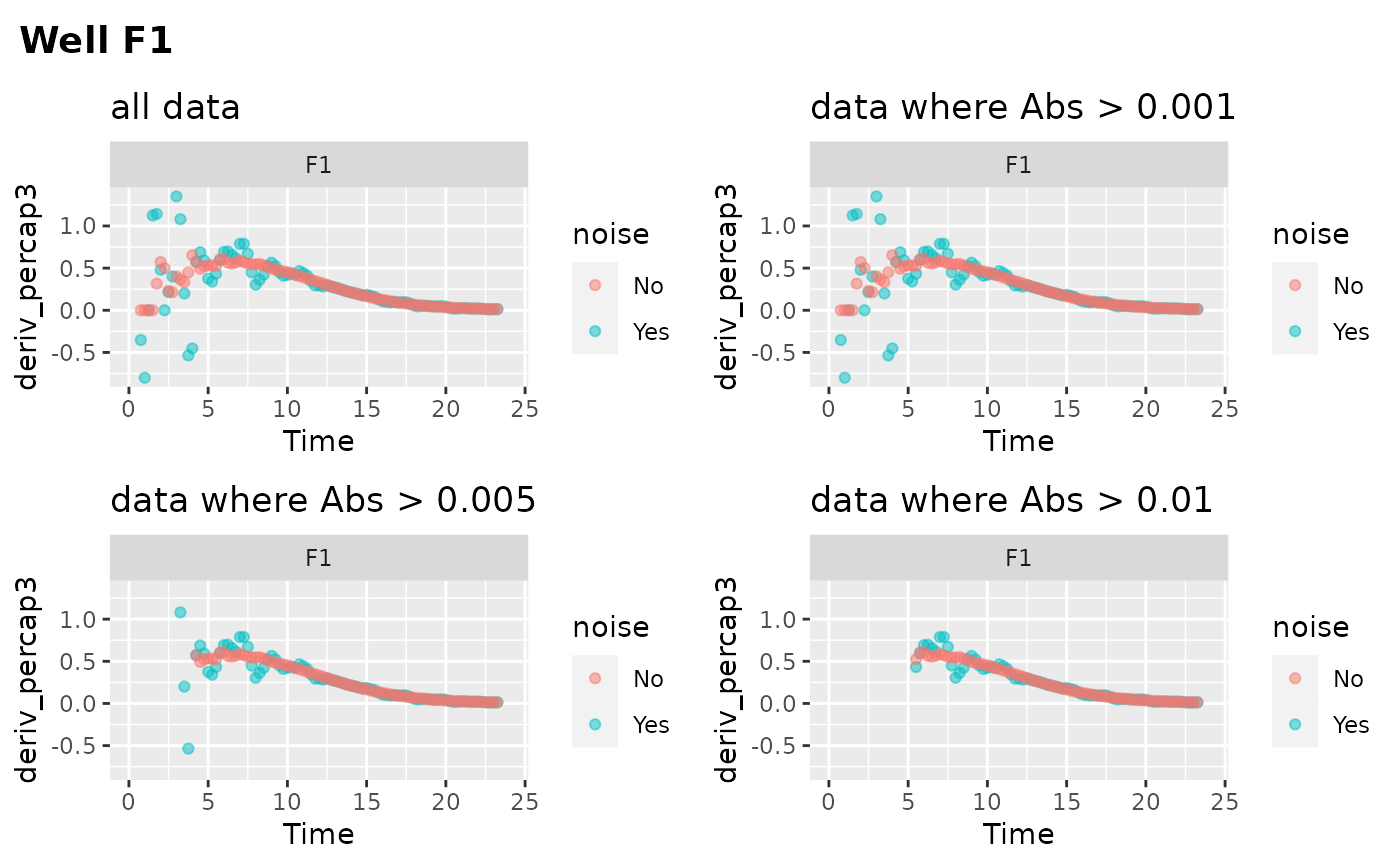 Well F1
all data
F1
deriv_percap3
1.0
0.5
0.0
-0.5
0 5 10 15 20 25
Time
noise
No
Yes
data where Abs > 0.001
F1
deriv_percap3
1.0
0.5
0.0
-0.5
0 5 10 15 20 25
Time
noise
No
Yes
data where Abs > 0.005
F1
deriv_percap3
1.0
0.5
0.0
-0.5
0 5 10 15 20 25
Time
noise
No
Yes
data where Abs > 0.01
F1
deriv_percap3
1.0
0.5
0.0
-0.5
0 5 10 15 20 25
Time
noise
No
Yes